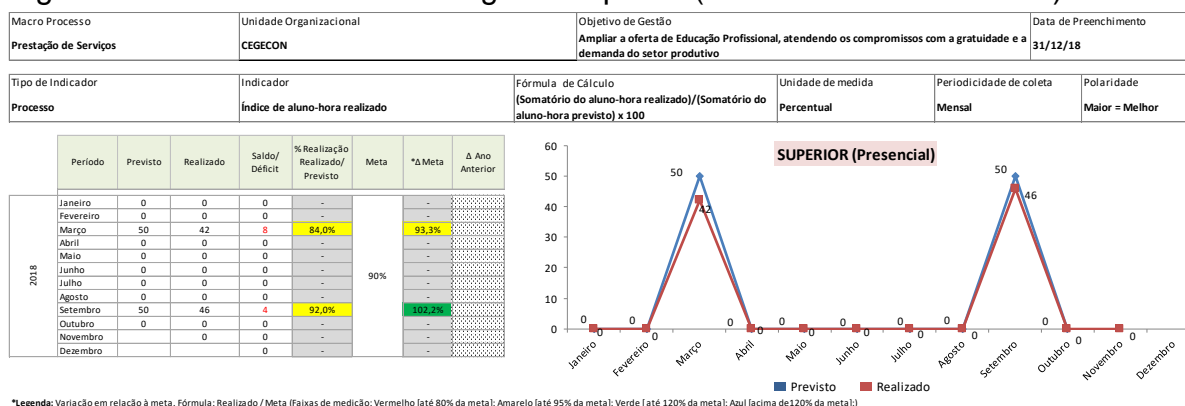 Macro Processo Unidade Organizacional Objetivo de Gestão Data de Preenchimento
Prestação de Serviços CEGECON Ampliar a oferta de Educação Profissional, atendendo os compromissos com a gratuidade e a demanda do setor produtivo 31/12/18
Tipo de Indicador Indicador Fórmula de Cálculo Unidade de medida Periodicidade de coleta Polaridade
Processo Índice de aluno-hora realizado (Somatório do aluno-hora realizado)/(Somatório do aluno-hora previsto) x 100 Percentual Mensal Maior = Melhor
Período Previsto Realizado Saldo/ Déficit % Realização Realizado/ Previsto Meta *Δ Meta Δ Ano Anterior
2018
Janeiro 0 0 0 - -
Fevereiro 0 0 0 - -
Março 50 42 8 84,0% 93,3%
Abril 0 0 0 - -
Maio 0 0 0 - -
Junho 0 0 0 - -
90%
Julho 0 0 0 - -
Agosto 0 0 0 - -
Setembro 50 46 4 92,0% 102,2%
Outubro 0 0 0 - -
Novembro 0 0 - -
Dezembro 0 - -
SUPERIOR (Presencial)
60
50
40
30
20
10
0
50 50
42 46
0 0 0 0 0 0 0 0
0 0 0 0 0 0 0 0 0
Janeiro Fevereiro Março Abril Maio Junho Julho Agosto Setembro Outubro Novembro Dezembro
Previsto Realizado
*Legenda: Variação em relação à meta. Fórmula: Realizado / Meta (Faixas de medição: Vermelho [até 80% da meta]; Amarelo [até 95% da meta]; Verde [até 120% da meta]; Azul [acima de120% da meta];)